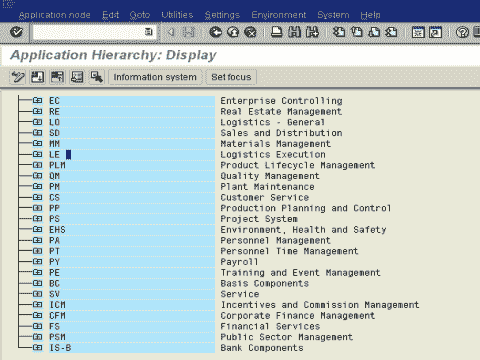 Application node Edit Goto Utilities Settings Environment System Help
Application Hierarchy: Display
Information system Set focus
EC Enterprise Controlling
RE Real Estate Management
LO Logistics - General
SD Sales and Distribution
MM Materials Management
LE Logistics Execution
PLM Product Lifecycle Management
QM Quality Management
PM Plant Maintenance
CS Customer Service
PP Production Planning and Control
PS Project System
EHS Environment, Health and Safety
PA Personnel Management
PT Personnel Time Management
PY Payroll
PE Training and Event Management
BC Basis Components
SV Service
ICM Incentives and Commission Management
CFM Corporate Finance Management
FS Financial Services
PSM Public Sector Management
IS-B Bank Components